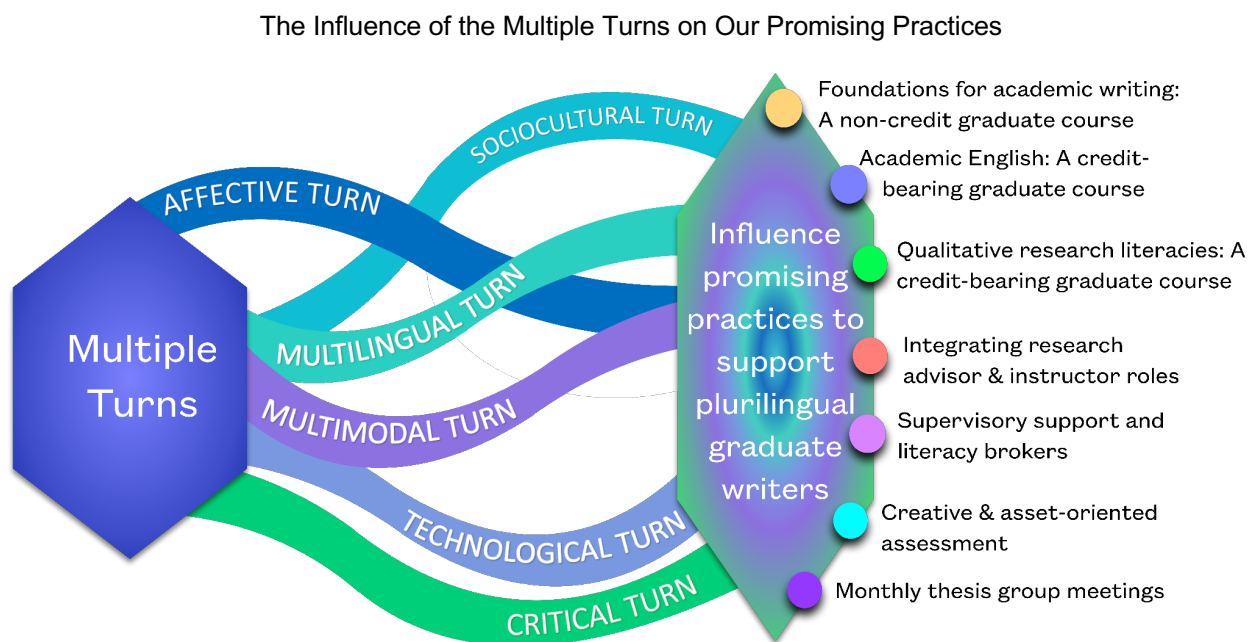 The Influence of the Multiple Turns on Our Promising Practices
Multiple
Turns
AFFECTIVE TURN
SOCIOCULTURAL TURN
MULTILINGUAL TURN
MULTIMODAL TURN
TECHNOLOGICAL TURN
CRITICAL TURN
Influence
promising
practices to
support
plurilingual
graduate
writers
Foundations for academic writing:
A non-credit graduate course
Academic English: A credit-
bearing graduate course
Qualitative research literacies: A
credit-bearing graduate course
Integrating research
advisor & instructor roles
Supervisory support and
literacy brokers
Creative & asset-oriented
assessment
Monthly thesis group meetings